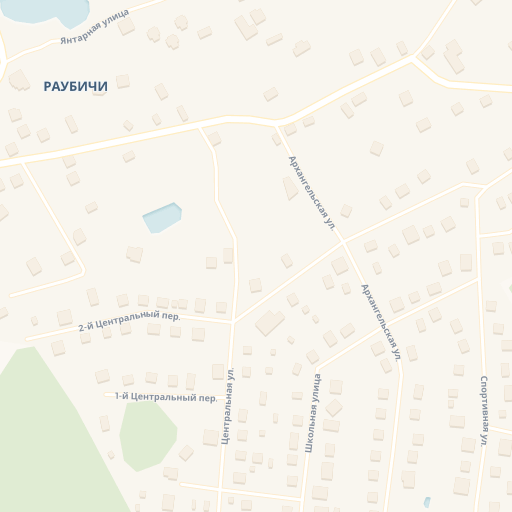 Янтарная улица
РАУБИЧИ
Архангельская ул.
Архангельская ул.
2-й Центральный пер.
1-й Центральный пер.
Центральная ул.
Школьная улица
Спортивная ул.